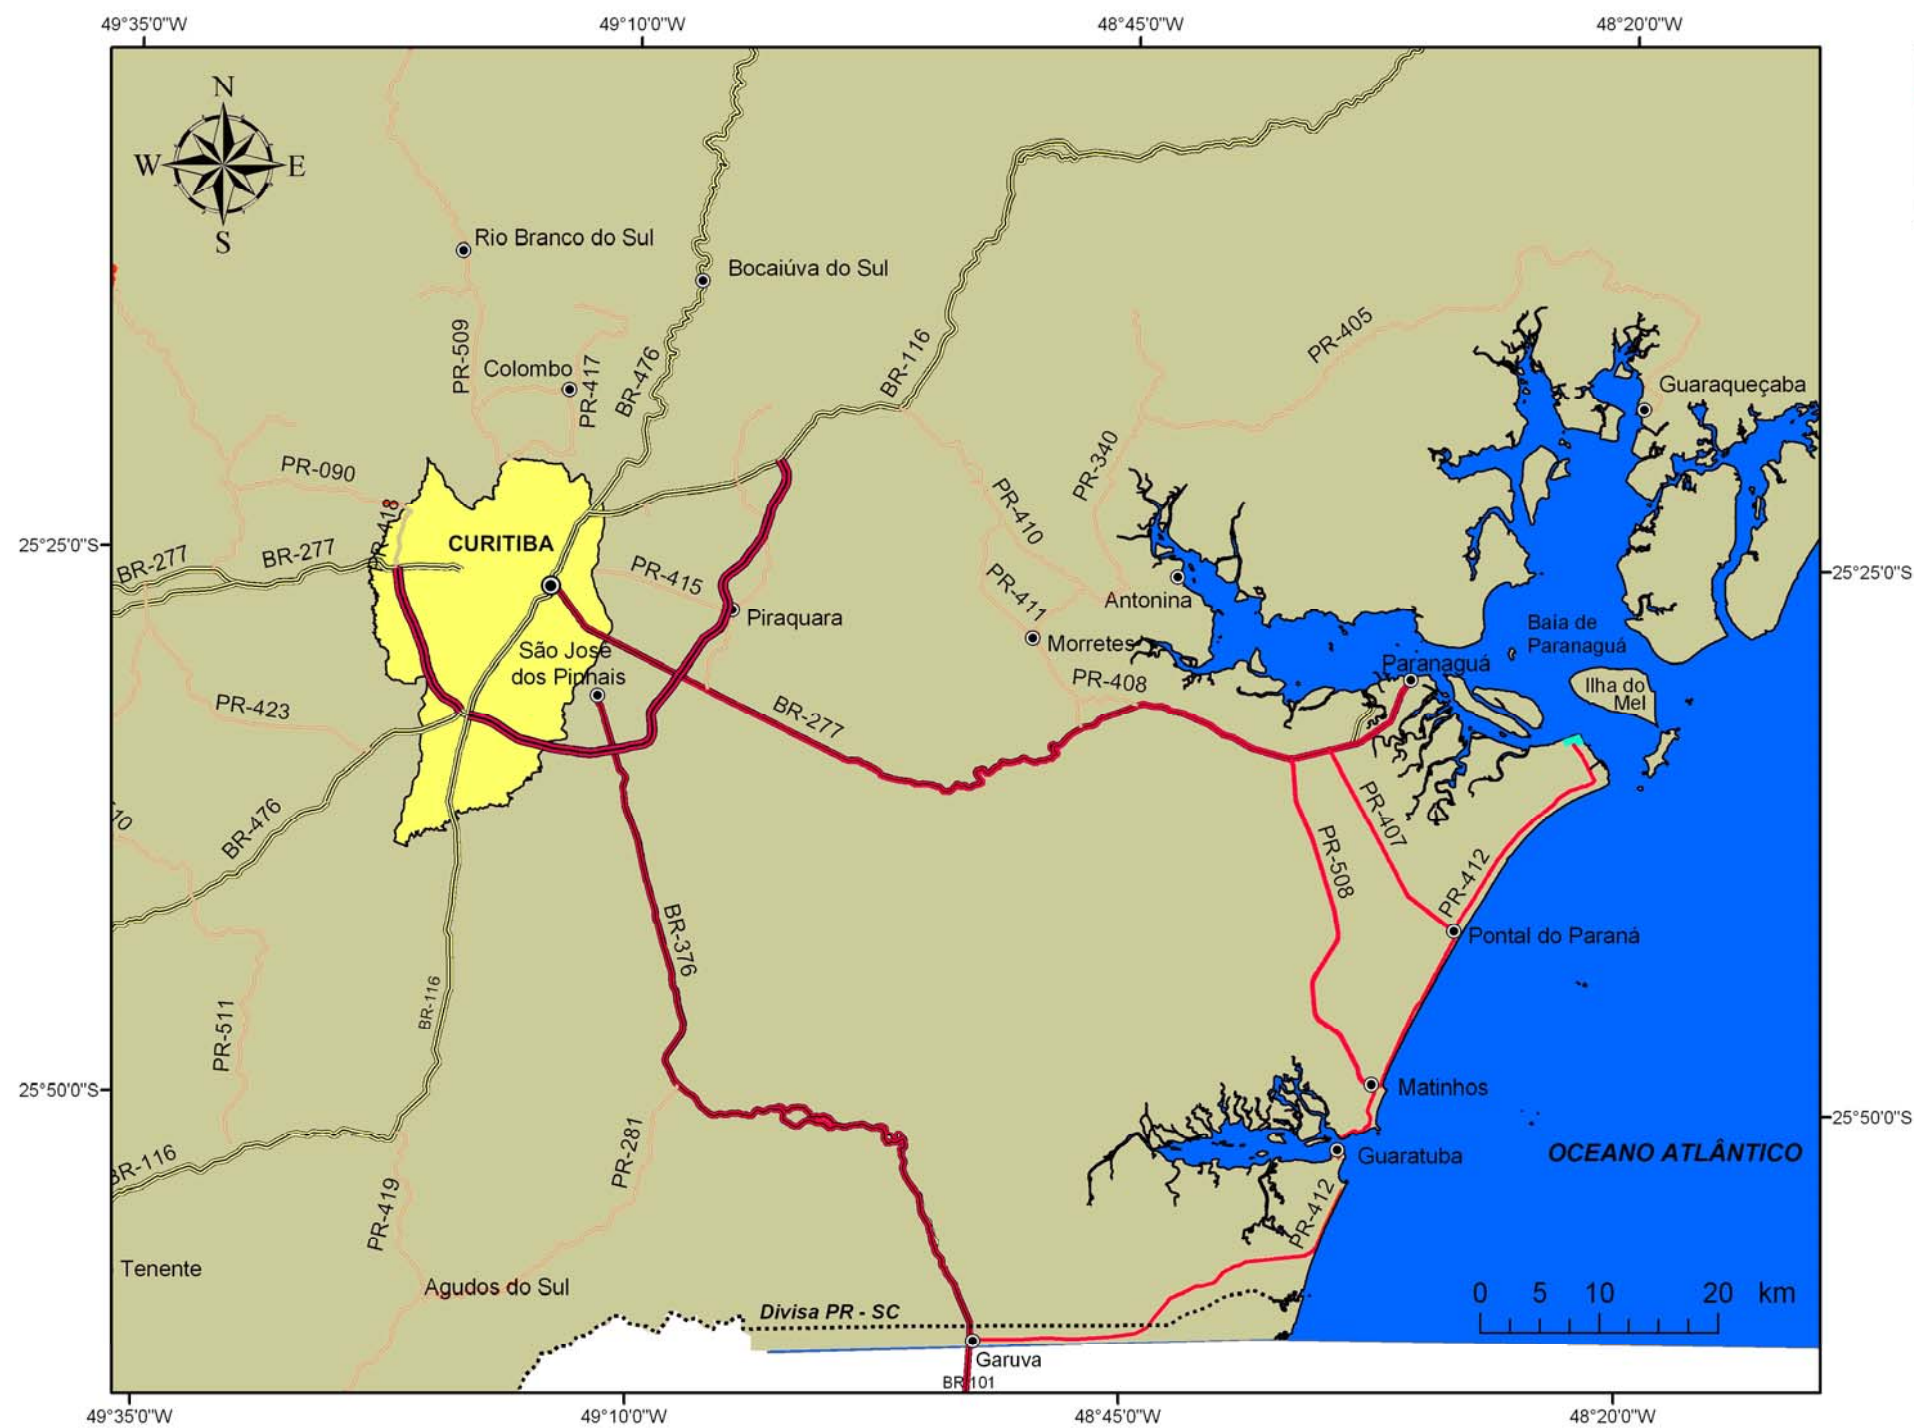 49°35'0"W
49°10'0"W
48°45'0"W
48°20'0"W
N
W
E
S
Rio Branco do Sul
Bocaiúva do Sul
PR-509
Colombo
PR-417
BR-476
BR-116
PR-405
Guaraqueçaba
PR-090
PR-340
PR-410
PR-418
CURITIBA
25°25'0"S
BR-277
BR-277
PR-415
25°25'0"S
PR-411
Antonina
Piraquara
Morretes
Baía de
Paranaguá
São José
dos Pinhais
Paranaguá
PR-408
Ilha do
Mel
PR-423
BR-277
10
BR-476
PR-407
PR-508
PR-412
BR-376
Pontal do Paraná
BR-116
PR-511
25°50'0"S
Matinhos
25°50'0"S
PR-281
BR-116
Guaratuba
OCEANO ATLÂNTICO
PR-419
PR-412
Tenente
Agudos do Sul
0 5 10 20 km
Divisa PR - SC
Garuva
BR-101
49°35'0"W
49°10'0"W
48°45'0"W
48°20'0"W